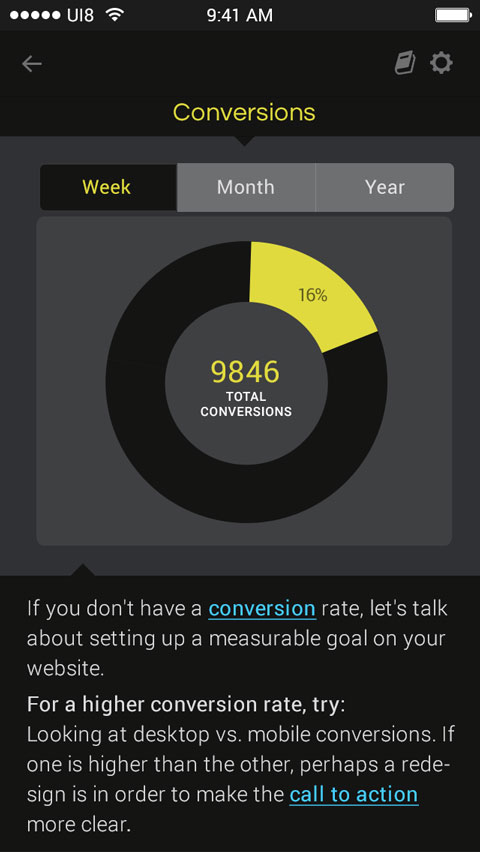 UI8 9:41 AM
Conversions
Week Month Year
16%
9846
TOTAL
CONVERSIONS
If you don't have a conversion rate, let's talk
about setting up a measurable goal on your
website.
For a higher conversion rate, try:
Looking at desktop vs. mobile conversions. If
one is higher than the other, perhaps a rede-
sign is in order to make the call to action
more clear.